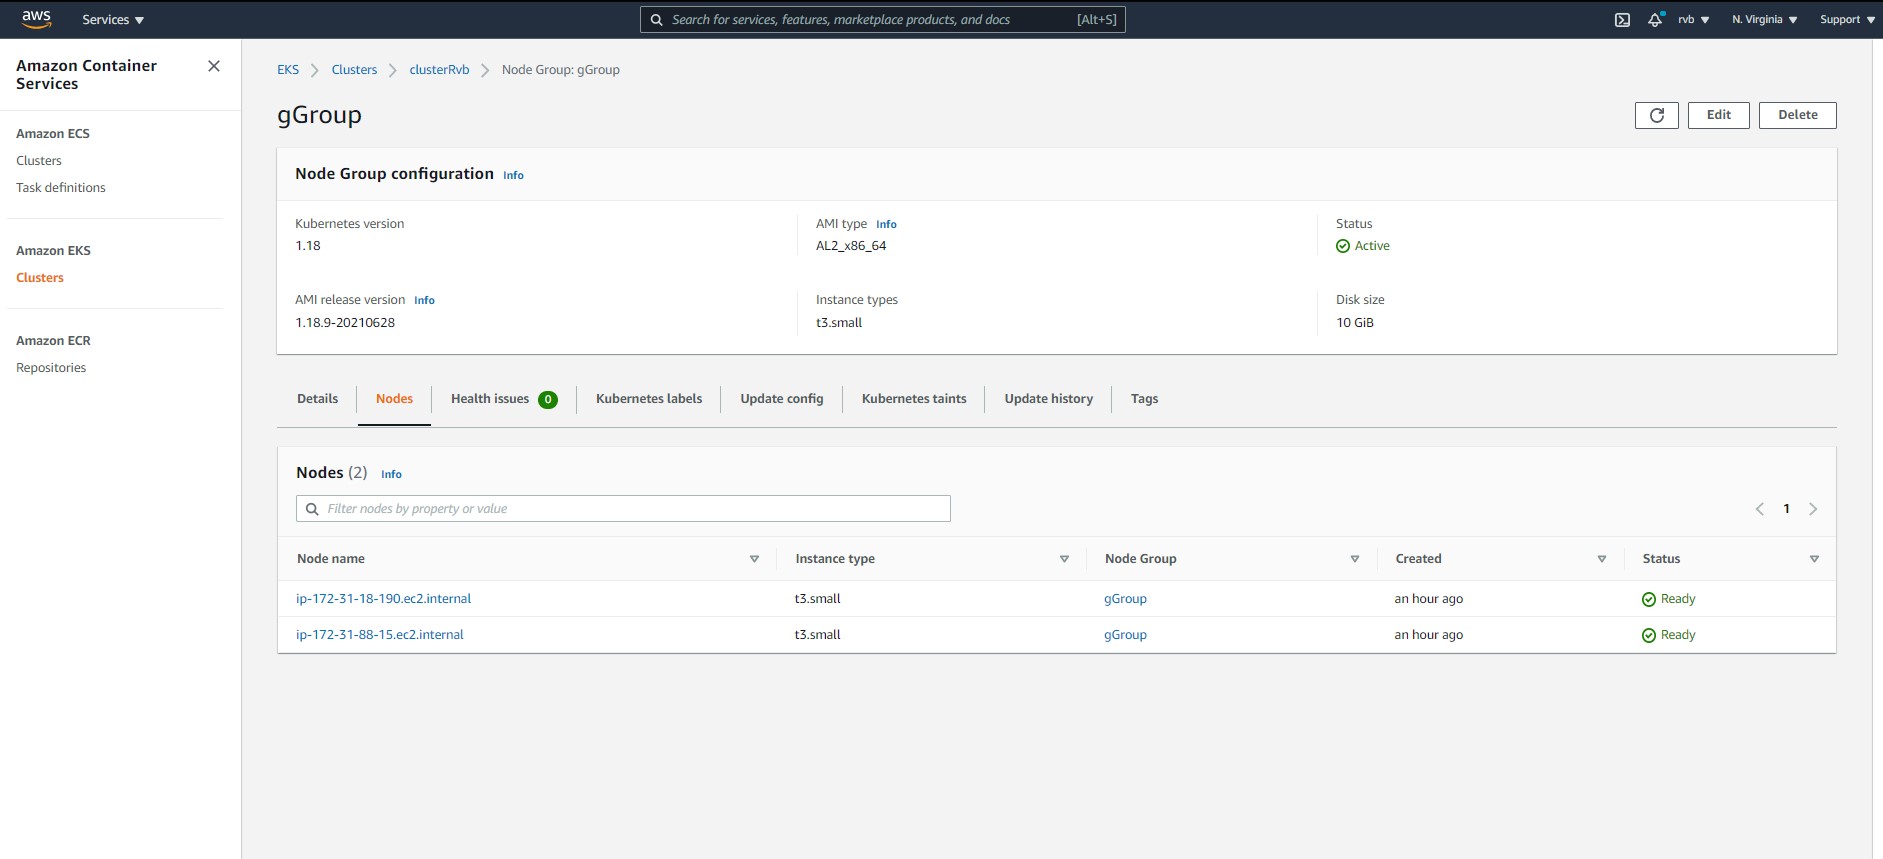 aws
Services
Search for services, features, marketplace products, and docs [Alt+S]
rvb
N. Virginia
Support
Amazon Container
Services
Amazon ECS
Clusters
Task definitions
Amazon EKS
Clusters
Amazon ECR
Repositories
EKS Clusters clusterRvb Node Group: gGroup
gGroup
Edit
Delete
Node Group configuration Info
Kubernetes version
1.18
AMI type Info
AL2_x86_64
Status
Active
AMI release version Info
1.18.9-20210628
Instance types
t3.small
Disk size
10 GiB
Details
Nodes
Health issues 0
Kubernetes labels
Update config
Kubernetes taints
Update history
Tags
Nodes (2) Info
Filter nodes by property or value
1
Node name Instance type Node Group Created Status
ip-172-31-18-190.ec2.internal t3.small gGroup an hour ago Ready
ip-172-31-88-15.ec2.internal t3.small gGroup an hour ago Ready